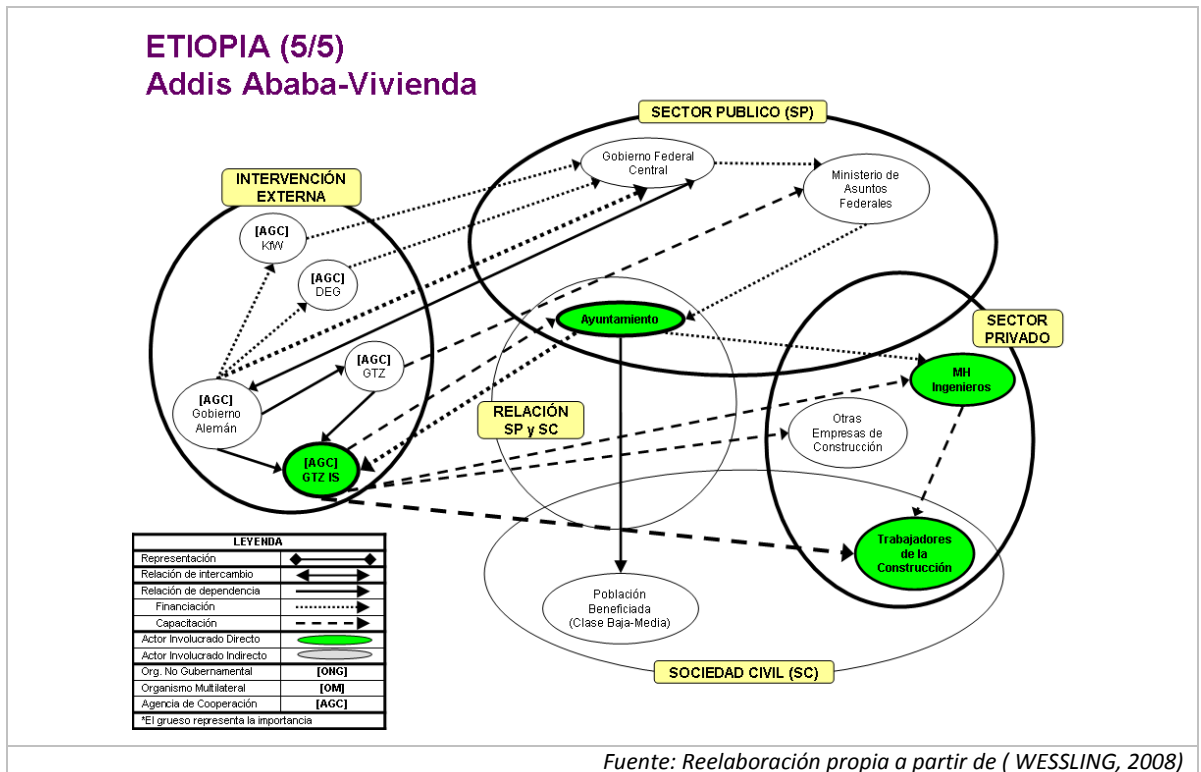 ETIOPIA (5/5)
Addis Ababa-Vivienda
SECTOR PUBLICO (SP)
Gobierno Federal
Central
Ministerio de
Asuntos
Federales
INTERVENCIÓN
EXTERNA
[AGC]
KfW
[AGC]
DEG
[AGC]
GTZ
[AGC]
Gobierno
Alemán
[AGC]
GTZ IS
Ayuntamiento
RELACIÓN
SP y SC
SECTOR
PRIVADO
MH
Ingenieros
Otras
Empresas de
Construcción
Trabajadores
de la
Construcción
Población
Beneficiada
(Clase Baja-Media)
SOCIEDAD CIVIL (SC)
LEYENDA
Representación
Relación de intercambio
Relación de dependencia
Financiación
Capacitación
Actor Involucrado Directo
Actor Involucrado Indirecto
Org. No Gubernamental [ONG]
Organismo Multilateral [OM]
Agencia de Cooperación [AGC]
*El grueso representa la importancia
Fuente: Reelaboración propia a partir de ( WESSLING, 2008)